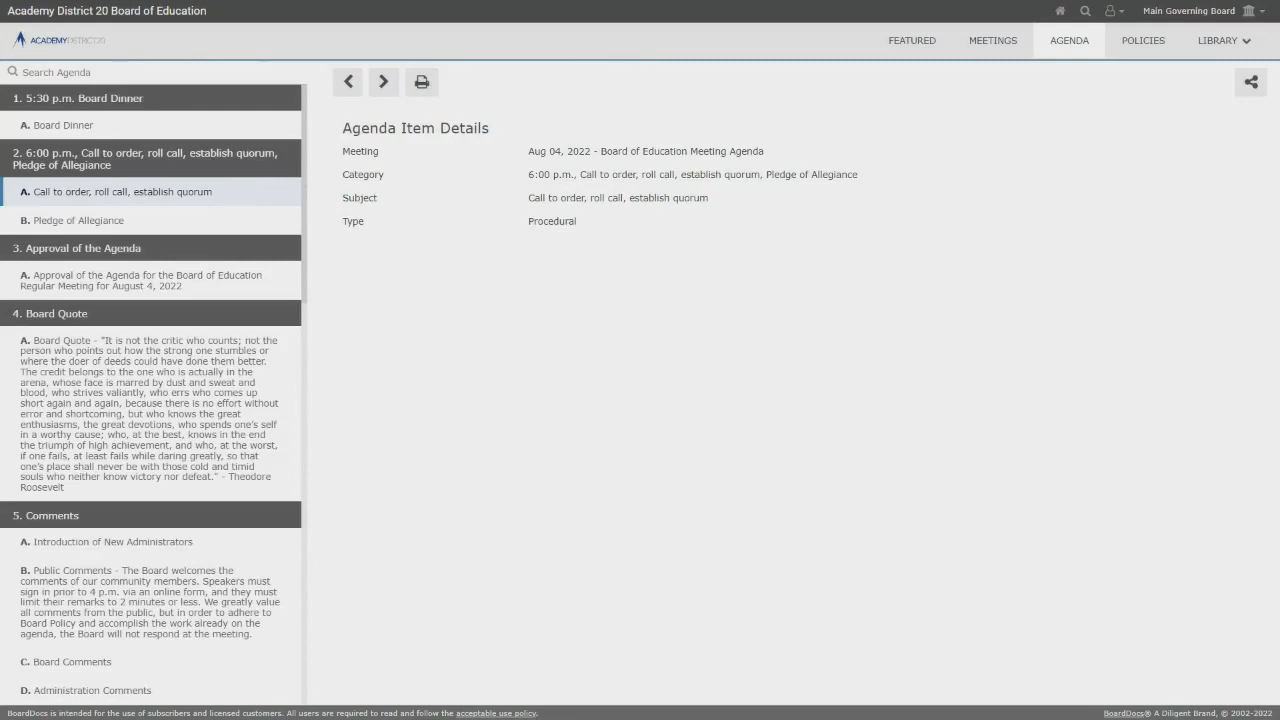 Academy District 20 Board of Education
Main Governing Board
ACADEMYDISTRICT20
FEATURED
MEETINGS
AGENDA
POLICIES
LIBRARY
Search Agenda
1. 5:30 p.m. Board Dinner
A. Board Dinner
2. 6:00 p.m., Call to order, roll call, establish quorum,
Pledge of Allegiance
A. Call to order, roll call, establish quorum
B. Pledge of Allegiance
3. Approval of the Agenda
A. Approval of the Agenda for the Board of Education
Regular Meeting for August 4, 2022
4. Board Quote
A. Board Quote - "It is not the critic who counts; not the
person who points out how the strong one stumbles or
where the doer of deeds could have done them better.
The credit belongs to the one who is actually in the
arena, whose face is marred by dust and sweat and
blood, who strives valiantly, who errs who comes up
short again and again, because there is no effort without
error and shortcoming, but who knows the great
enthusiasms, the great devotions, who spends one's self
in a worthy cause; who, at the best, knows in the end
the triumph of high achievement, and who, at the worst,
if one fails, at least fails while daring greatly, so that
one's place shall never be with those cold and timid
souls who neither know victory nor defeat." - Theodore
Roosevelt
5. Comments
A. Introduction of New Administrators
B. Public Comments - The Board welcomes the
comments of our community members. Speakers must
sign in prior to 4 p.m. via an online form, and they must
limit their remarks to 2 minutes or less. We greatly value
all comments from the public, but in order to adhere to
Board Policy and accomplish the work already on the
agenda, the Board will not respond at the meeting.
C. Board Comments
D. Administration Comments
Agenda Item Details
Meeting Aug 04, 2022 - Board of Education Meeting Agenda
Category 6:00 p.m., Call to order, roll call, establish quorum, Pledge of Allegiance
Subject Call to order, roll call, establish quorum
Type Procedural
BoardDocs is intended for the use of subscribers and licensed customers. All users are required to read and follow the acceptable use policy.
BoardDocs® A Diligent Brand, © 2002-2022